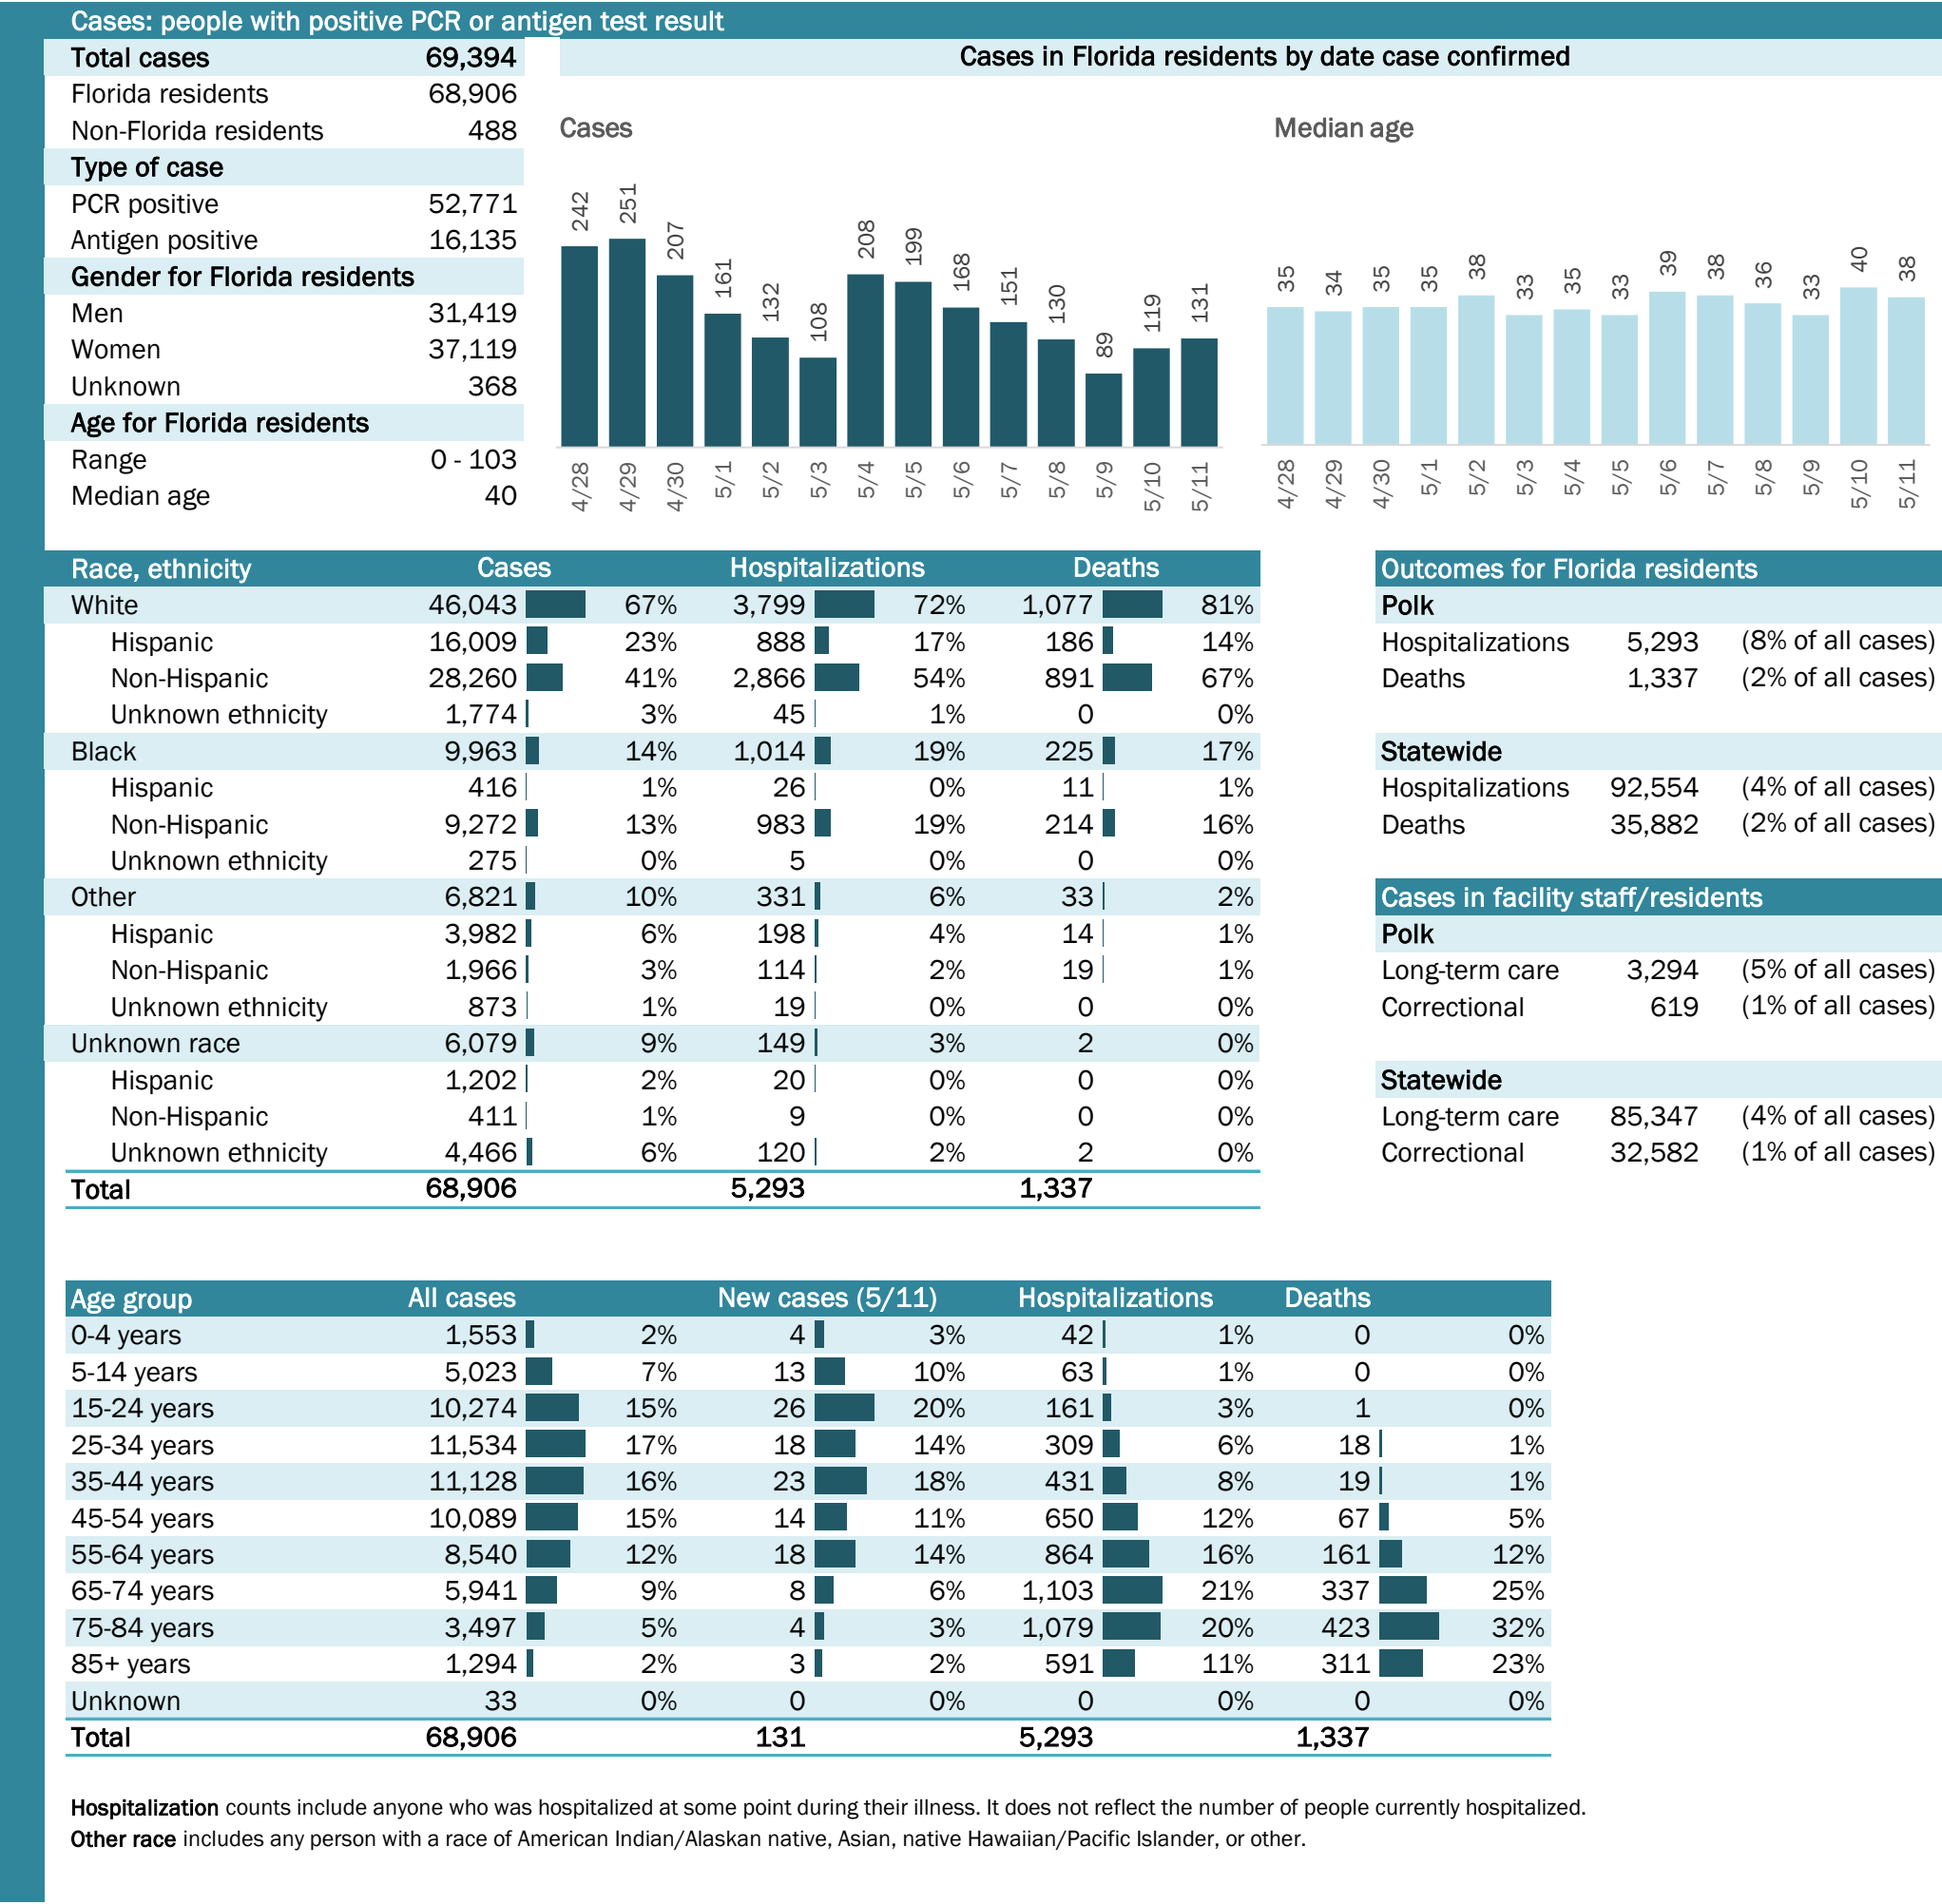 Cases: people with positive PCR or antigen test result
Total cases 69,394
Florida residents 68,906
Non-Florida residents 488
Type of case
PCR positive 52,771
Antigen positive 16,135
Gender for Florida residents
Men 31,419
Women 37,119
Unknown 368
Age for Florida residents
Range 0 - 103
Median age 40
Cases in Florida residents by date case confirmed
Cases
242 251 207 161 132 108 208 199 168 151 130 89 119 131
4/28 4/29 4/30 5/1 5/2 5/3 5/4 5/5 5/6 5/7 5/8 5/9 5/10 5/11
Median age
35 34 35 35 38 33 35 33 39 38 36 33 40 38
4/28 4/29 4/30 5/1 5/2 5/3 5/4 5/5 5/6 5/7 5/8 5/9 5/10 5/11
Race, ethnicity Cases Hospitalizations Deaths
White 46,043 67% 3,799 72% 1,077 81%
Hispanic 16,009 23% 888 17% 186 14%
Non-Hispanic 28,260 41% 2,866 54% 891 67%
Unknown ethnicity 1,774 3% 45 1% 0 0%
Black 9,963 14% 1,014 19% 225 17%
Hispanic 416 1% 26 0% 11 1%
Non-Hispanic 9,272 13% 983 19% 214 16%
Unknown ethnicity 275 0% 5 0% 0 0%
Other 6,821 10% 331 6% 33 2%
Hispanic 3,982 6% 198 4% 14 1%
Non-Hispanic 1,966 3% 114 2% 19 1%
Unknown ethnicity 873 1% 19 0% 0 0%
Unknown race 6,079 9% 149 3% 2 0%
Hispanic 1,202 2% 20 0% 0 0%
Non-Hispanic 411 1% 9 0% 0 0%
Unknown ethnicity 4,466 6% 120 2% 2 0%
Total 68,906 5,293 1,337
Outcomes for Florida residents
Polk
Hospitalizations 5,293 (8% of all cases)
Deaths 1,337 (2% of all cases)
Statewide
Hospitalizations 92,554 (4% of all cases)
Deaths 35,882 (2% of all cases)
Cases in facility staff/residents
Polk
Long-term care 3,294 (5% of all cases)
Correctional 619 (1% of all cases)
Statewide
Long-term care 85,347 (4% of all cases)
Correctional 32,582 (1% of all cases)
Age group All cases New cases (5/11) Hospitalizations Deaths
0-4 years 1,553 2% 4 3% 42 1% 0 0%
5-14 years 5,023 7% 13 10% 63 1% 0 0%
15-24 years 10,274 15% 26 20% 161 3% 1 0%
25-34 years 11,534 17% 18 14% 309 6% 18 1%
35-44 years 11,128 16% 23 18% 431 8% 19 1%
45-54 years 10,089 15% 14 11% 650 12% 67 5%
55-64 years 8,540 12% 18 14% 864 16% 161 12%
65-74 years 5,941 9% 8 6% 1,103 21% 337 25%
75-84 years 3,497 5% 4 3% 1,079 20% 423 32%
85+ years 1,294 2% 3 2% 591 11% 311 23%
Unknown 33 0% 0 0% 0 0% 0 0%
Total 68,906 131 5,293 1,337
Hospitalization counts include anyone who was hospitalized at some point during their illness. It does not reflect the number of people currently hospitalized.
Other race includes any person with a race of American Indian/Alaskan native, Asian, native Hawaiian/Pacific Islander, or other.